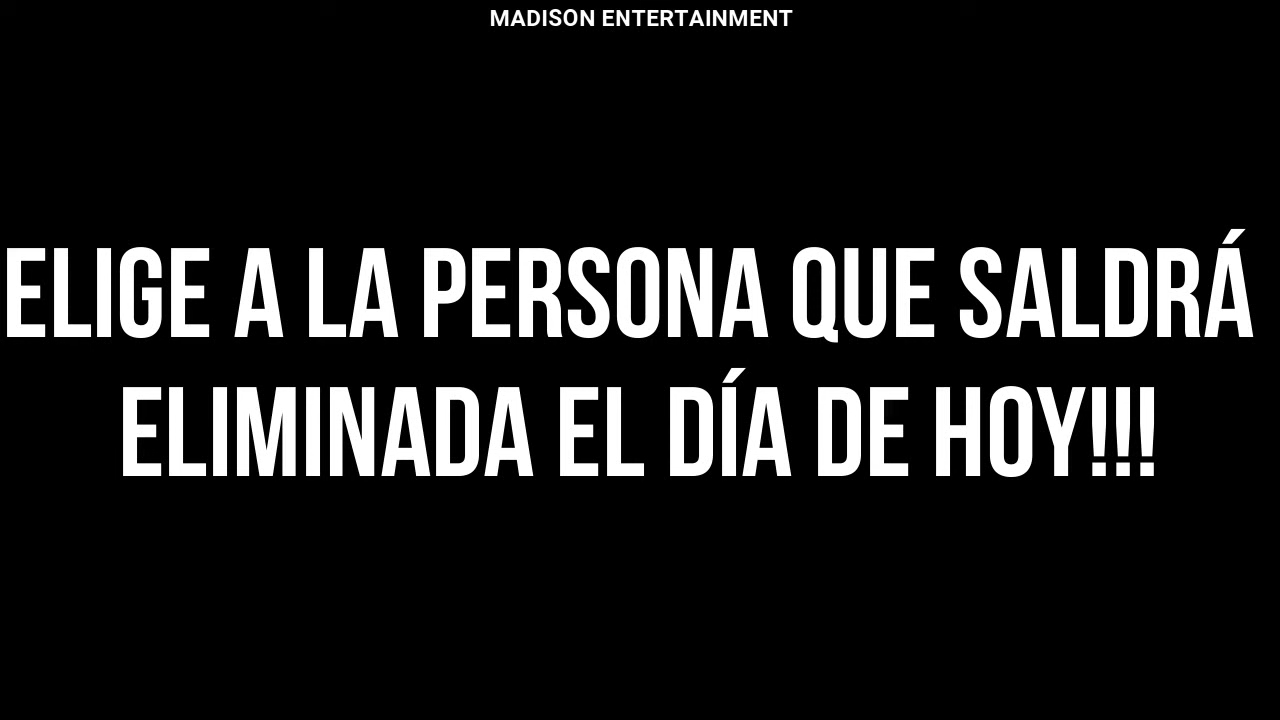 MADISON ENTERTAINMENT
ELIGE A LA PERSONA QUE SALDRÁ
ELIMINADA EL DÍA DE HOY!!!